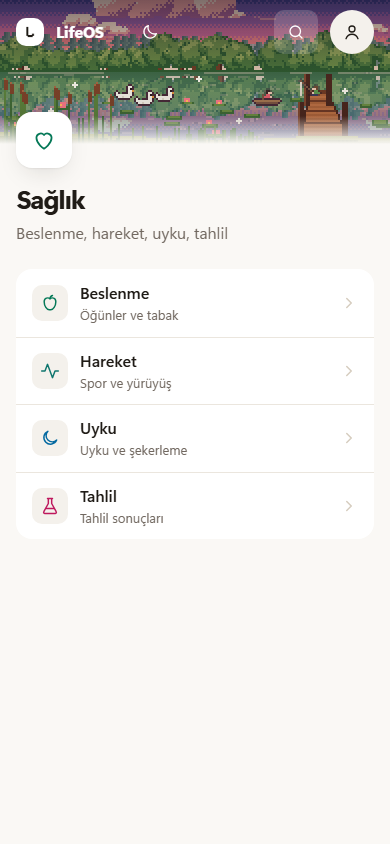 LifeOS
Sağlık
Beslenme, hareket, uyku, tahlil
Beslenme
Öğünler ve tabak
Hareket
Spor ve yürüyüş
Uyku
Uyku ve şekerleme
Tahlil
Tahlil sonuçları